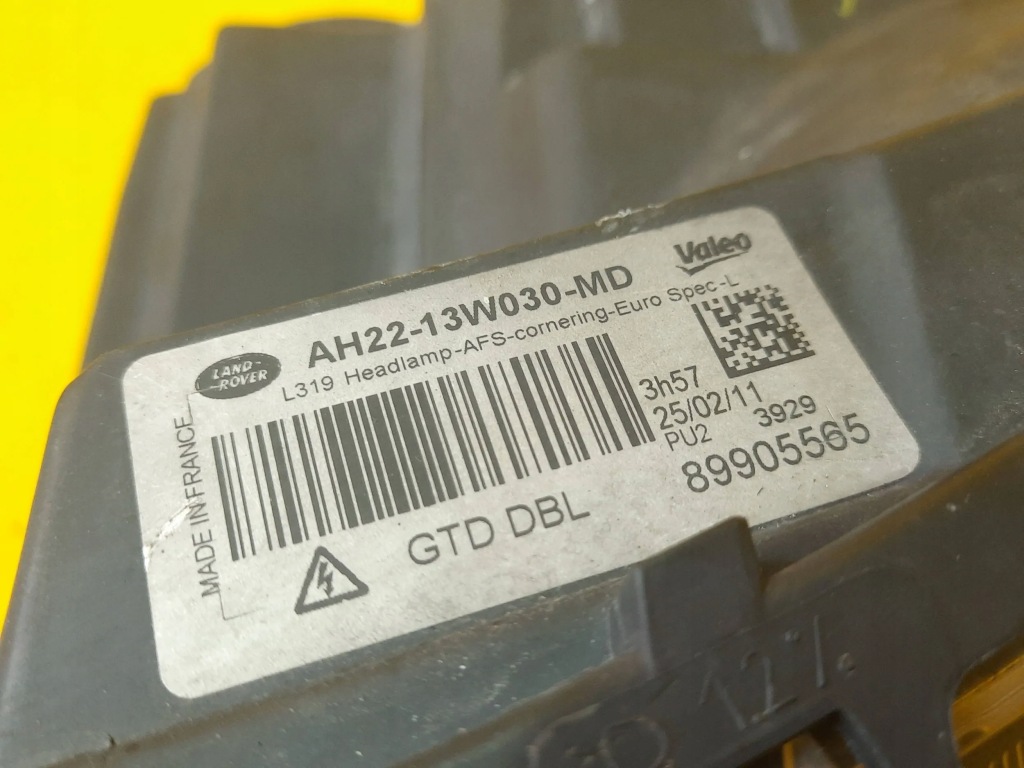 Valeo
LAND-
ROVER
AH22-13W030-MD
L319 Headlamp-AFS-cornering-Euro Spec-L
MADE IN FRANCE
3h57
25/02/11
PU2 3929
89905565
GTD DBL